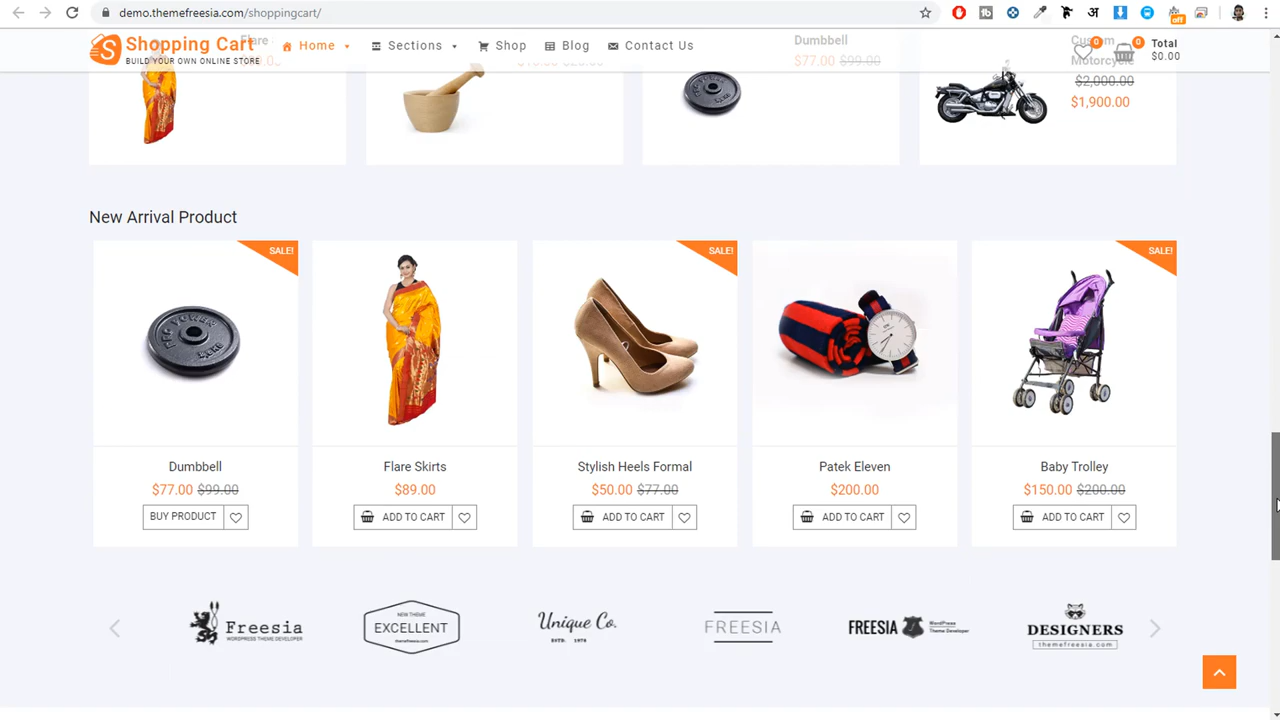 demo.themefreesia.com/shoppingcart/
off
Shopping Cart
BUILD YOUR OWN ONLINE STORE
Home
Sections
Shop
Blog
Contact Us
0
0
Total
$0.00
Flare
Dumbbell
$77.00 $99.00
Motorcycle
$2,000.00
$1,900.00
New Arrival Product
SALE!
SALE!
SALE!
Dumbbell
Flare Skirts
Stylish Heels Formal
Patek Eleven
Baby Trolley
$77.00 $99.00
$89.00
$50.00 $77.00
$200.00
$150.00 $200.00
BUY PRODUCT
ADD TO CART
ADD TO CART
ADD TO CART
ADD TO CART
Freesia
WORDPRESS THEME DEVELOPER
NEW THEME
EXCELLENT
themefreesia.com
Unique Co.
ESTD. 1978
FREESIA
FREESIA
WordPress
Theme Developer
DESIGNERS
themefreesia.com